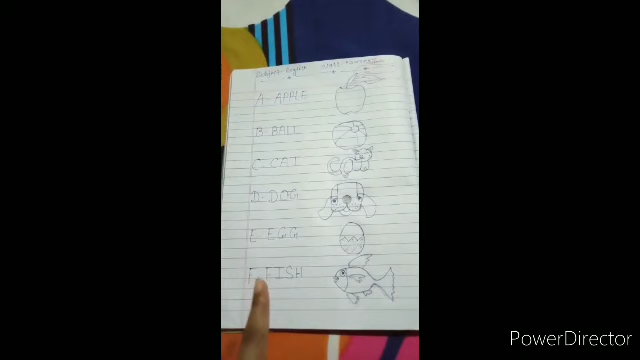 A- APPLE
B- BALL
C- CAT
D- DOG
E- EGG
F- FISH
PowerDirector